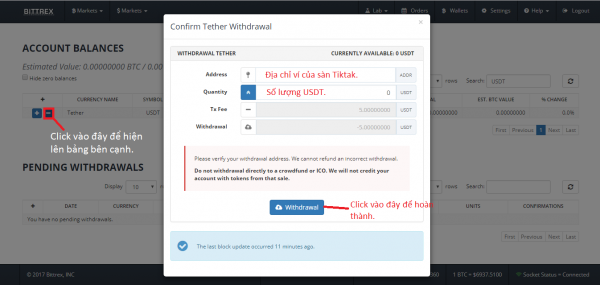 BITTREX
฿ Markets
$ Markets
Lab
Orders
Wallets
Settings
Help
Logout
Confirm Tether Withdrawal
×
ACCOUNT BALANCES
Estimated Value: 0.00000000 BTC / 0.00
Hide zero balances
rows
Search:
USDT
+
CURRENCY NAME
SYMBOL
EST. BTC VALUE
% CHANGE
Tether
USDT
0.00000000
0.0%
First
Previous
1
Next
Last
WITHDRAWAL TETHER
CURRENTLY AVAILABLE: 0 USDT
Address
Địa chỉ ví của sàn Tiktak.
ADDR
Quantity
Số lượng USDT.
0
USDT
Tx Fee
5.00000000
USDT
Withdrawal
-5.00000000
USDT
Click vào đây để hiện
lên bảng bên cạnh.
Please verify your withdrawal address. We cannot refund an incorrect withdrawal.
Do not withdrawal directly to a crowdfund or ICO. We will not credit your
account with tokens from that sale.
Withdrawal
Click vào đây để hoàn
thành.
The last block update occurred 11 minutes ago.
PENDING WITHDRAWALS
Display
10
rows
Search:
+
DATE
CURRENCY
UNITS
CONFIRMATIONS
You have no pending withdrawals.
First
Previous
Next
Last
© 2017 Bittrex, INC
1 BTC = $6937.5100
Socket Status = Connected